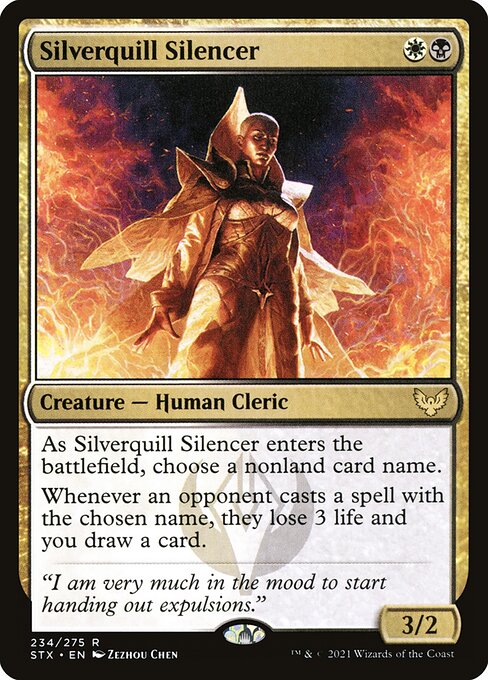 Silverquill Silencer
Creature — Human Cleric
As Silverquill Silencer enters the
battlefield, choose a nonland card name.
Whenever an opponent casts a spell with
the chosen name, they lose 3 life and
you draw a card.
“I am very much in the mood to start
handing out expulsions.”
3/2
234/275 R
STX • EN Zezhou Chen
™ & © 2021 Wizards of the Coast